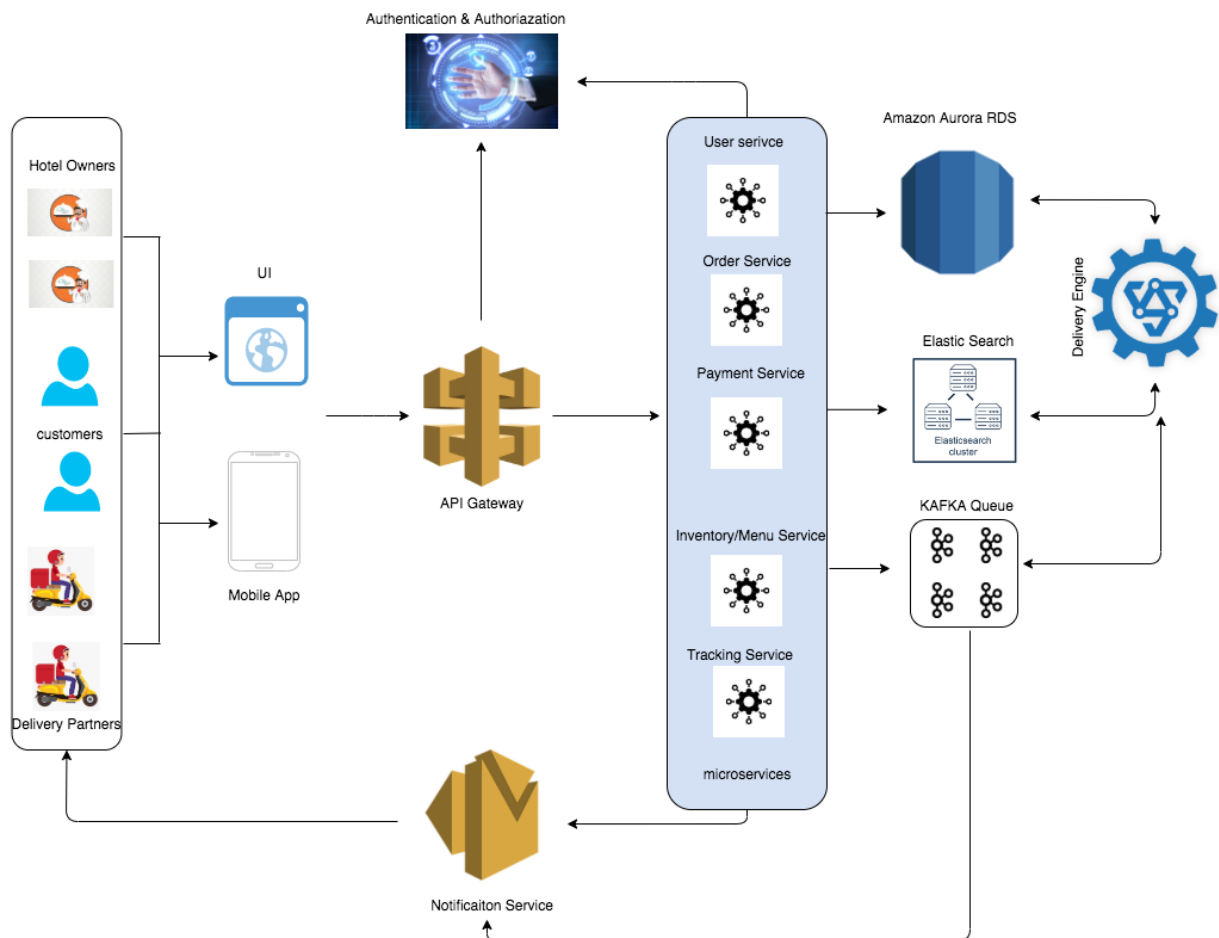 Authentication & Authoriazation
Hotel Owners
customers
Delivery Partners
UI
Mobile App
API Gateway
User serivce
Order Service
Payment Service
Inventory/Menu Service
Tracking Service
microservices
Amazon Aurora RDS
Delivery Engine
Elastic Search
Elasticsearch
cluster
KAFKA Queue
Notificaiton Service